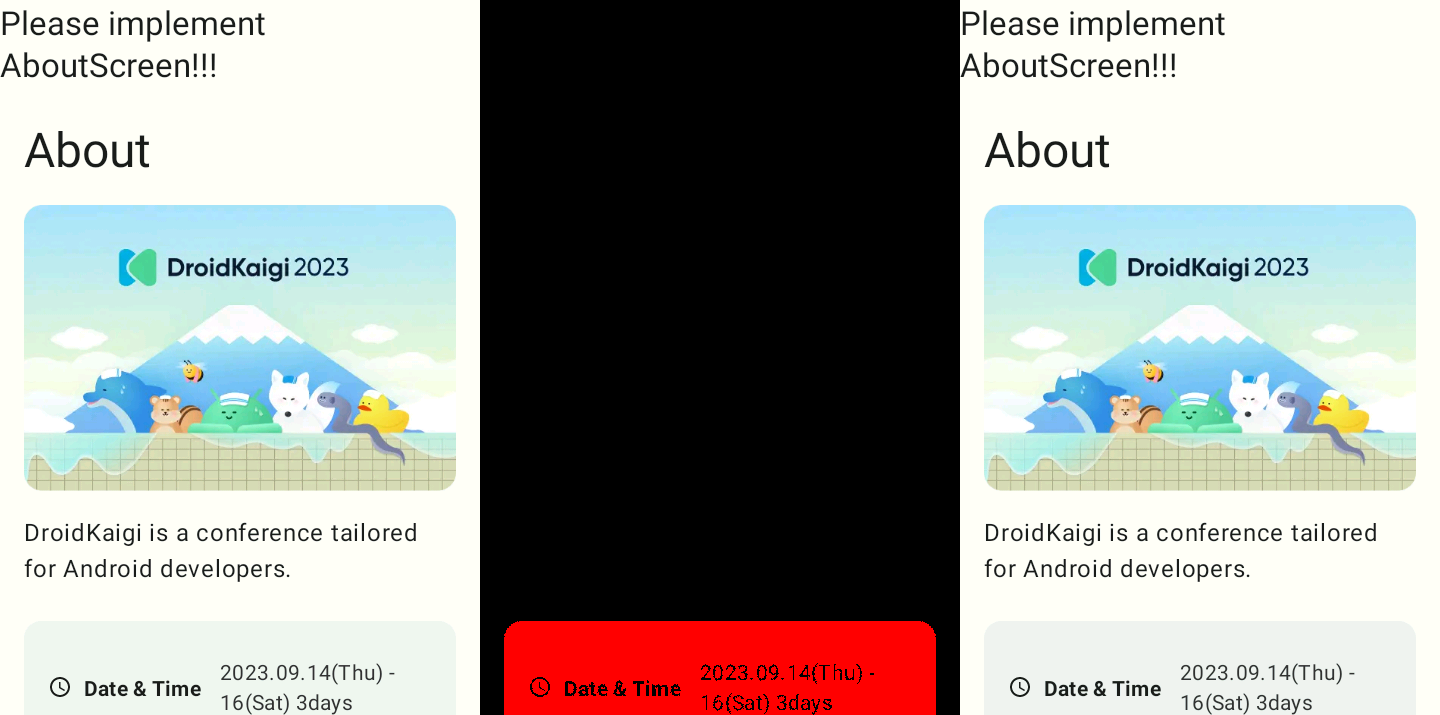 Please implement
AboutScreen!!!
About
DroidKaigi 2023
DroidKaigi is a conference tailored
for Android developers.
Date & Time
2023.09.14(Thu) -
16(Sat) 3days
Date & Time
2023.09.14(Thu) -
16(Sat) 3days
Please implement
AboutScreen!!!
About
DroidKaigi 2023
DroidKaigi is a conference tailored
for Android developers.
Date & Time
2023.09.14(Thu) -
16(Sat) 3days